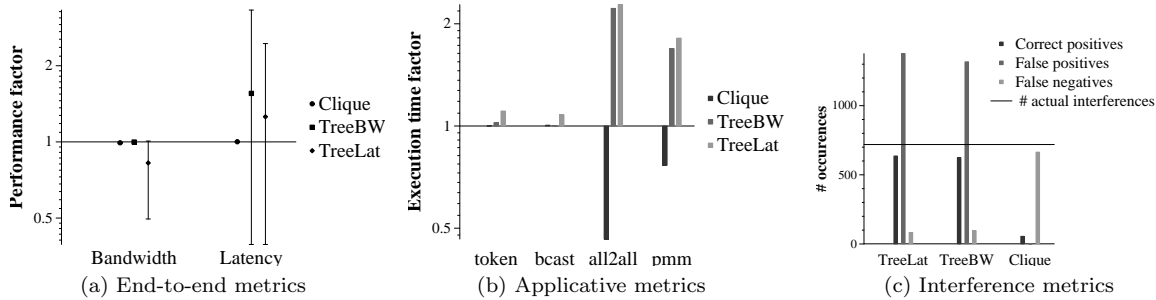 Performance factor
2
1
0.5
Clique
TreeBW
TreeLat
Bandwidth Latency
(a) End-to-end metrics
Execution time factor
2
1
0.5
Clique
TreeBW
TreeLat
token bcast all2all pmm
(b) Applicative metrics
# occurences
1000
500
0
Correct positives
False positives
False negatives
# actual interferences
TreeLat TreeBW Clique
(c) Interference metrics